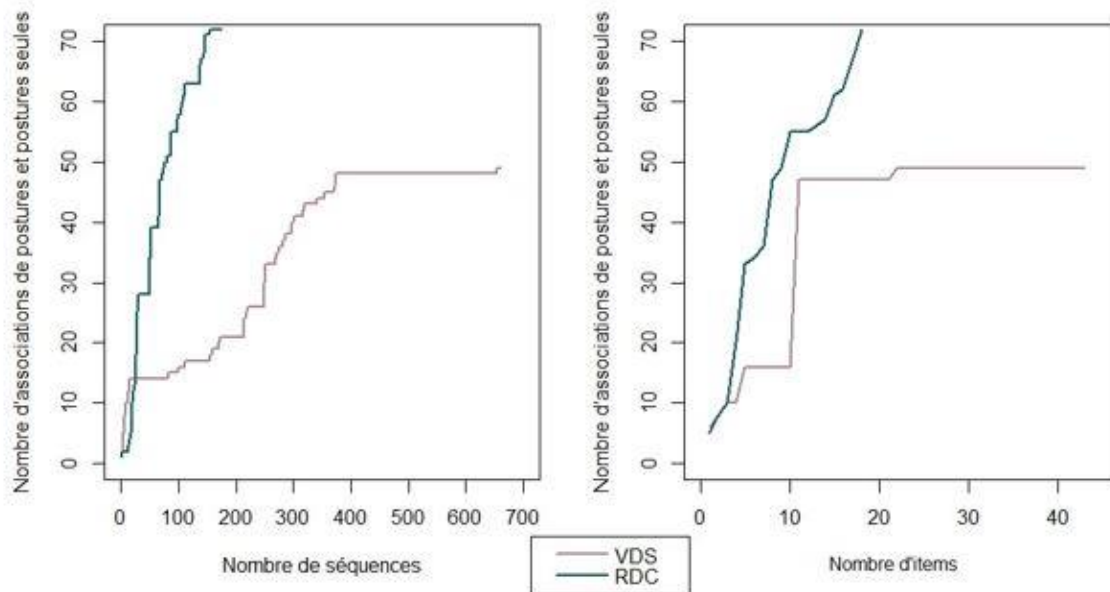 Nombre d'associations de postures et postures seules
70
60
50
40
30
20
10
0
0 100 200 300 400 500 600 700
Nombre de séquences
Nombre d'associations de postures et postures seules
70
60
50
40
30
20
10
0
0 10 20 30 40
Nombre d'items
VDS
RDC